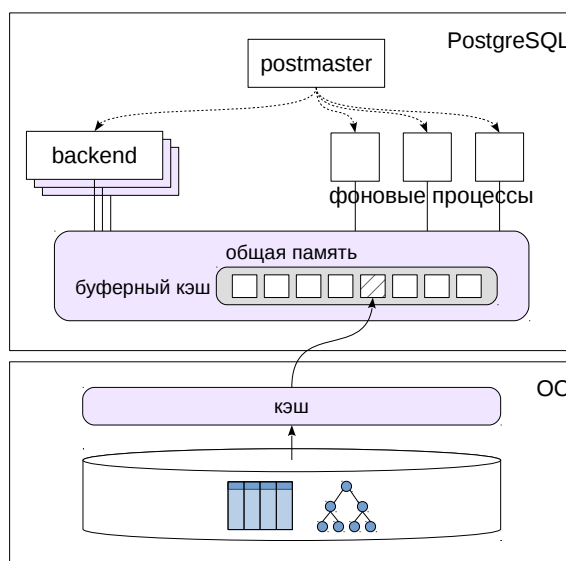 PostgreSQL
postmaster
backend
фоновые процессы
общая память
буферный кэш
ОС
кэш